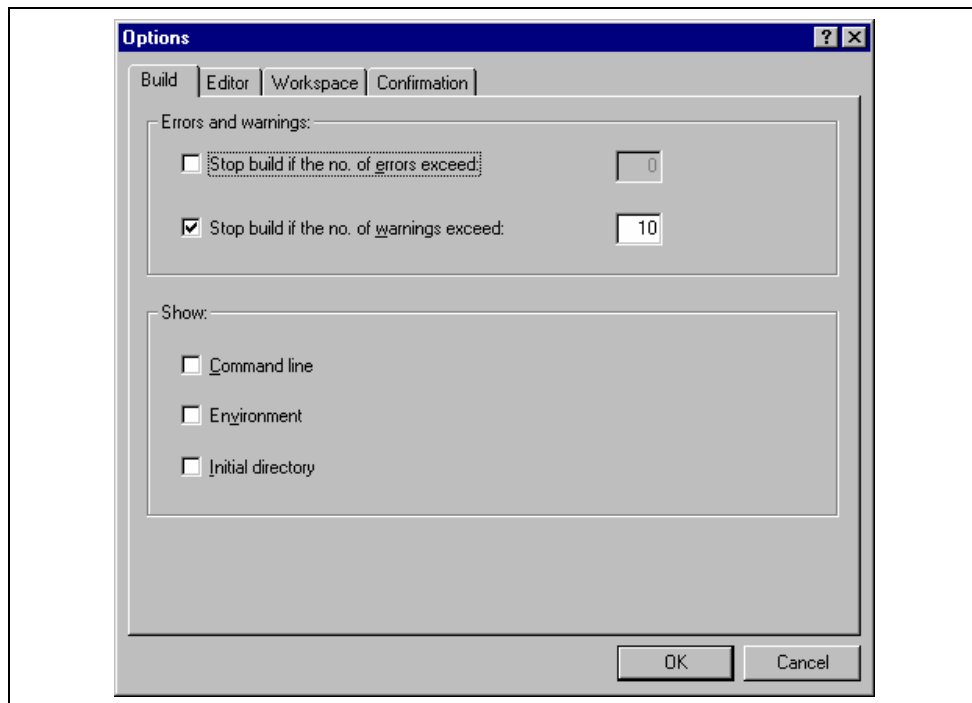 Options
Build Editor Workspace Confirmation
Errors and warnings:
Stop build if the no. of errors exceed: 0
Stop build if the no. of warnings exceed: 10
Show:
Command line
Environment
Initial directory
OK Cancel